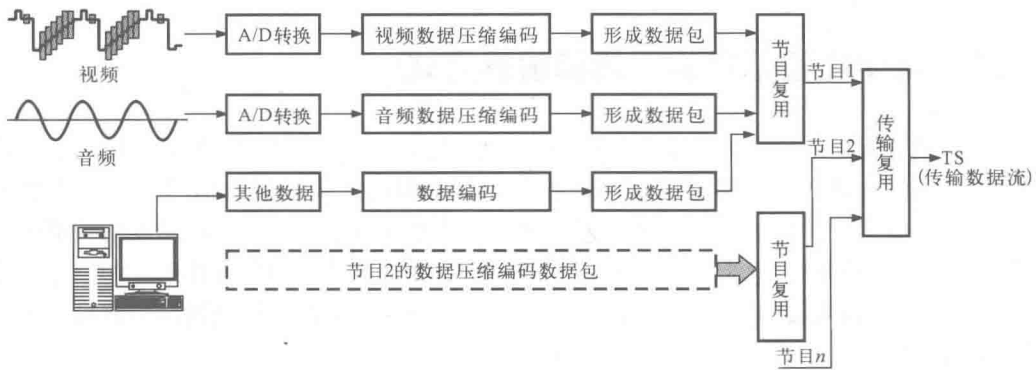 视频
A/D转换
视频数据压缩编码
形成数据包
节目复用
节目1
音频
A/D转换
音频数据压缩编码
形成数据包
节目2
传输复用
TS
(传输数据流)
其他数据
数据编码
形成数据包
节目2的数据压缩编码数据包
节目复用
节目n